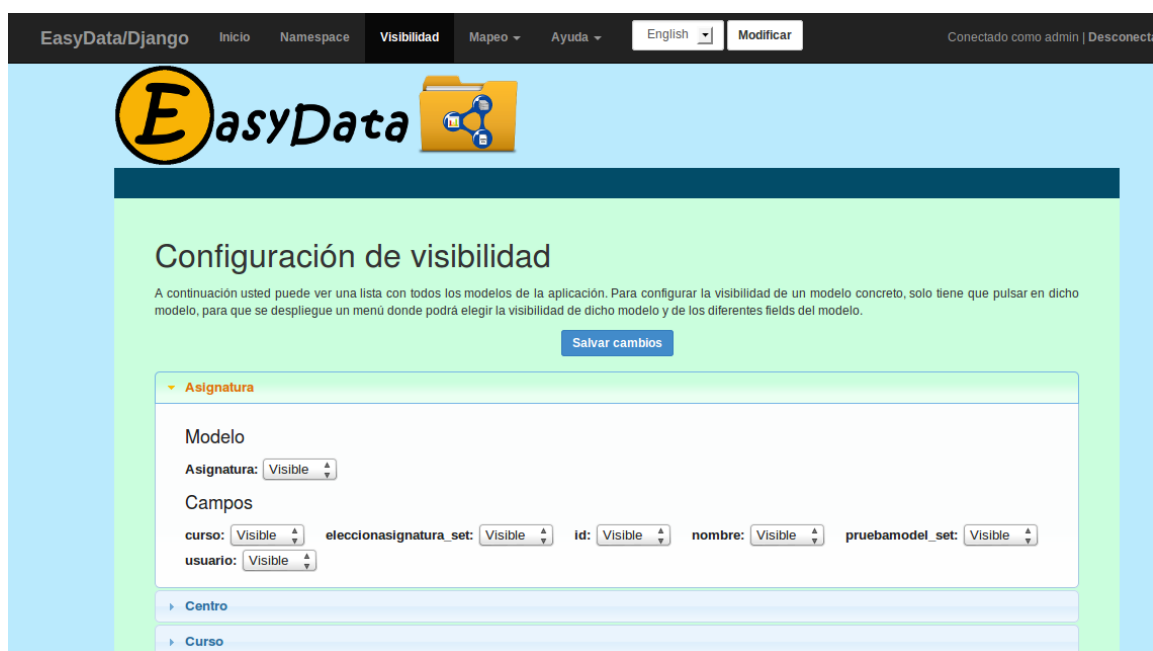 EasyData/Django Inicio Namespace Visibilidad Mapeo Ayuda English Modificar Conectado como admin | Desconecta
EasyData
Configuración de visibilidad
A continuación usted puede ver una lista con todos los modelos de la aplicación. Para configurar la visibilidad de un modelo concreto, solo tiene que pulsar en dicho
modelo, para que se despliegue un menú donde podrá elegir la visibilidad de dicho modelo y de los diferentes fields del modelo.
Salvar cambios
Asignatura
Modelo
Asignatura: Visible
Campos
curso: Visible eleccionasignatura_set: Visible id: Visible nombre: Visible pruebamodel_set: Visible
usuario: Visible
Centro
Curso